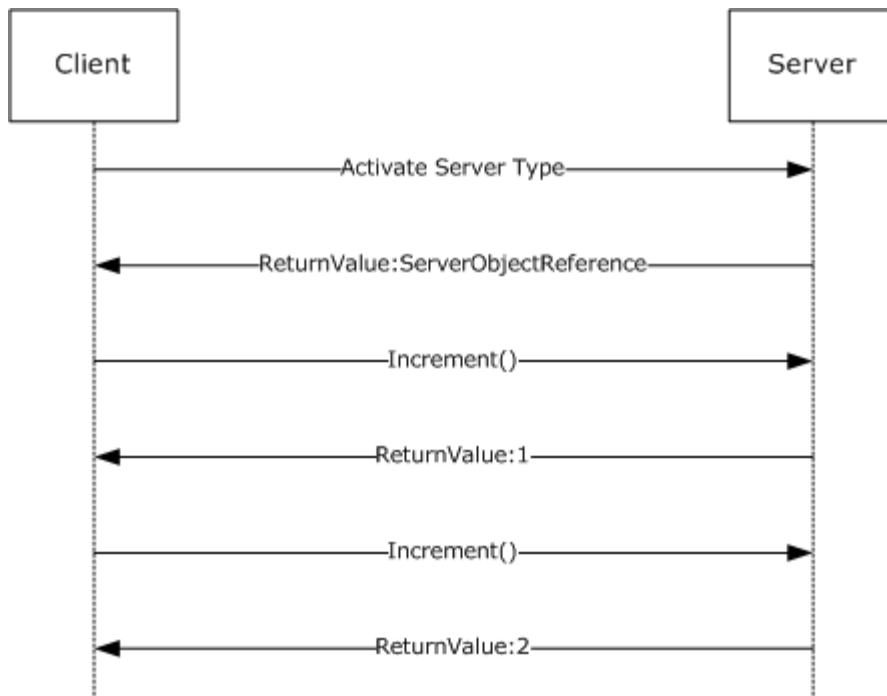 Client
Server
Activate Server Type
ReturnValue:ServerObjectReference
Increment()
ReturnValue:1
Increment()
ReturnValue:2